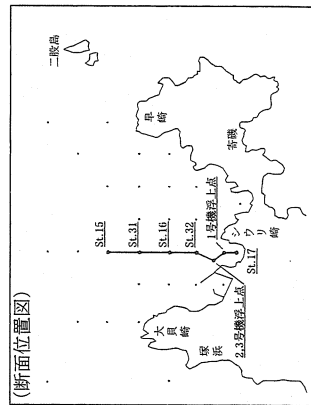 (断面位置図)
二股島
St.15
St.31
St.16
St.32
1号機浮上点
St.17
2,3号機浮上点
大貝崎
塚浜
早崎
寄磯
シウリ崎